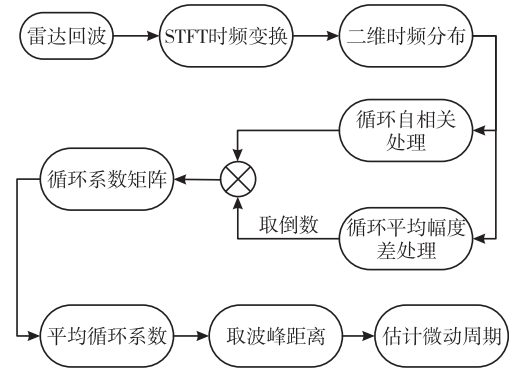 雷达回波
STFT时频变换
二维时频分布
循环自相关
处理
循环系数矩阵
取倒数
循环平均幅度
差处理
平均循环系数
取波峰距离
估计微动周期